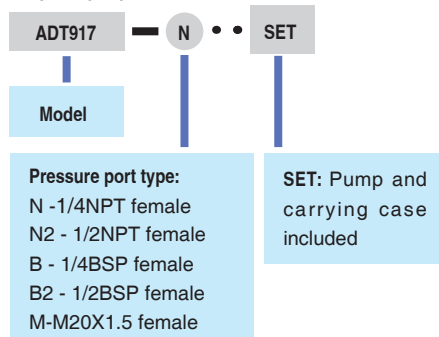 ADT917 — N • • SET
Model
Pressure port type:
N -1/4NPT female
N2 - 1/2NPT female
B - 1/4BSP female
B2 - 1/2BSP female
M-M20X1.5 female
SET: Pump and
carrying case
included